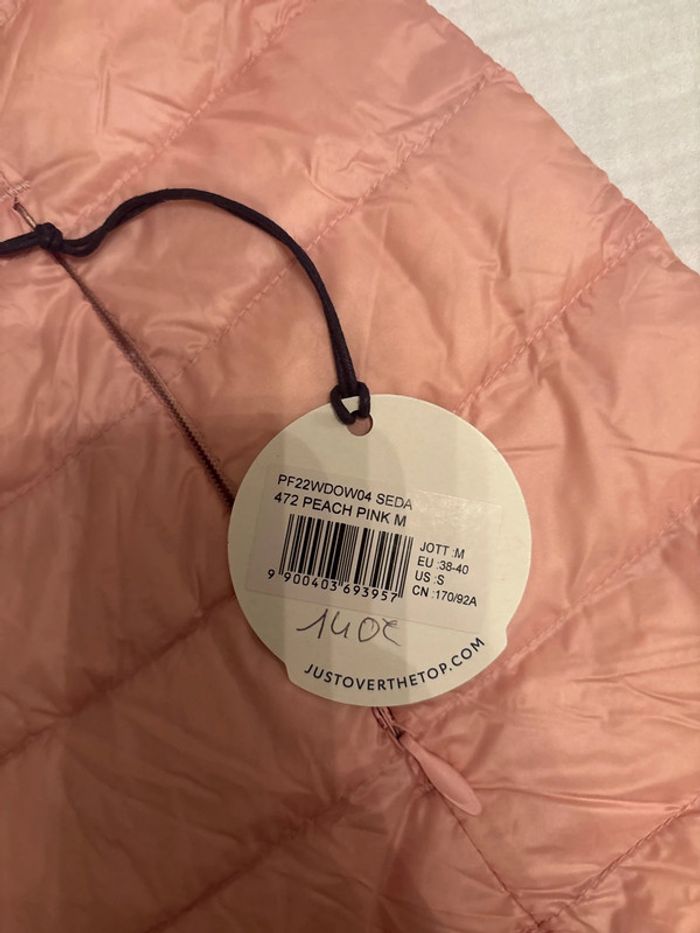 PF22WDOW04 SEDA
472 PEACH PINK M
JOTT :M
EU :38-40
US :S
CN :170/92A
9 900403 693957
140€
JUSTOVERTHETOP.COM